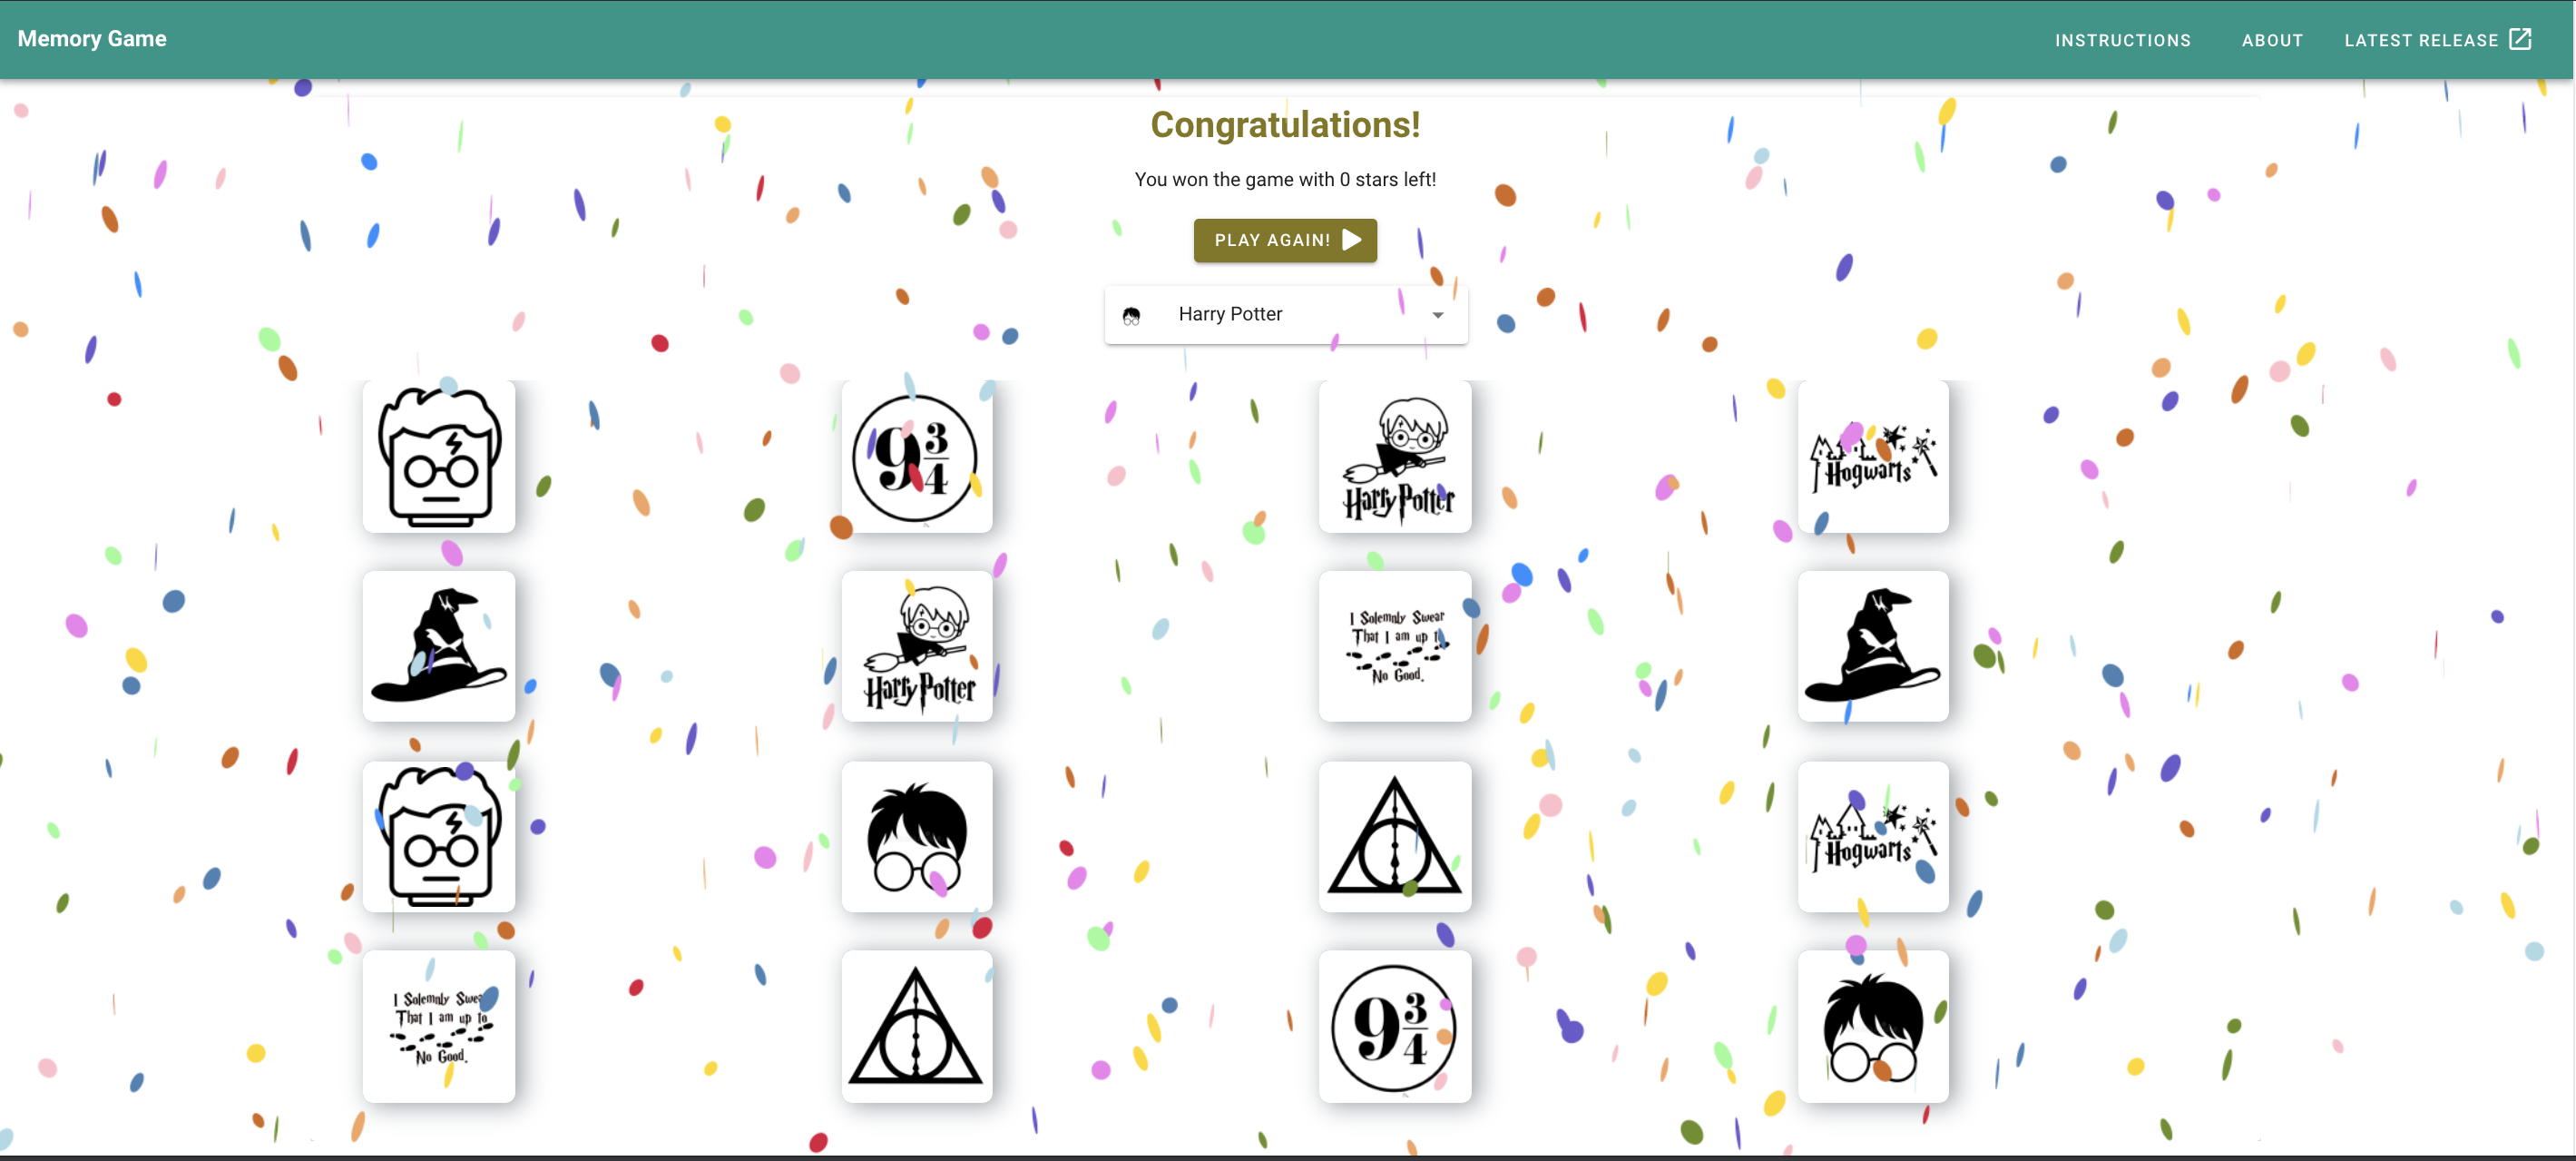 Memory Game
INSTRUCTIONS
ABOUT
LATEST RELEASE
Congratulations!
You won the game with 0 stars left!
PLAY AGAIN!
Harry Potter
9 3/4
Harry Potter
Hogwarts
Harry Potter
I Solemnly Swear
That I am up to
No Good.
Hogwarts
I Solemnly Swear
That I am up to
No Good.
9 3/4